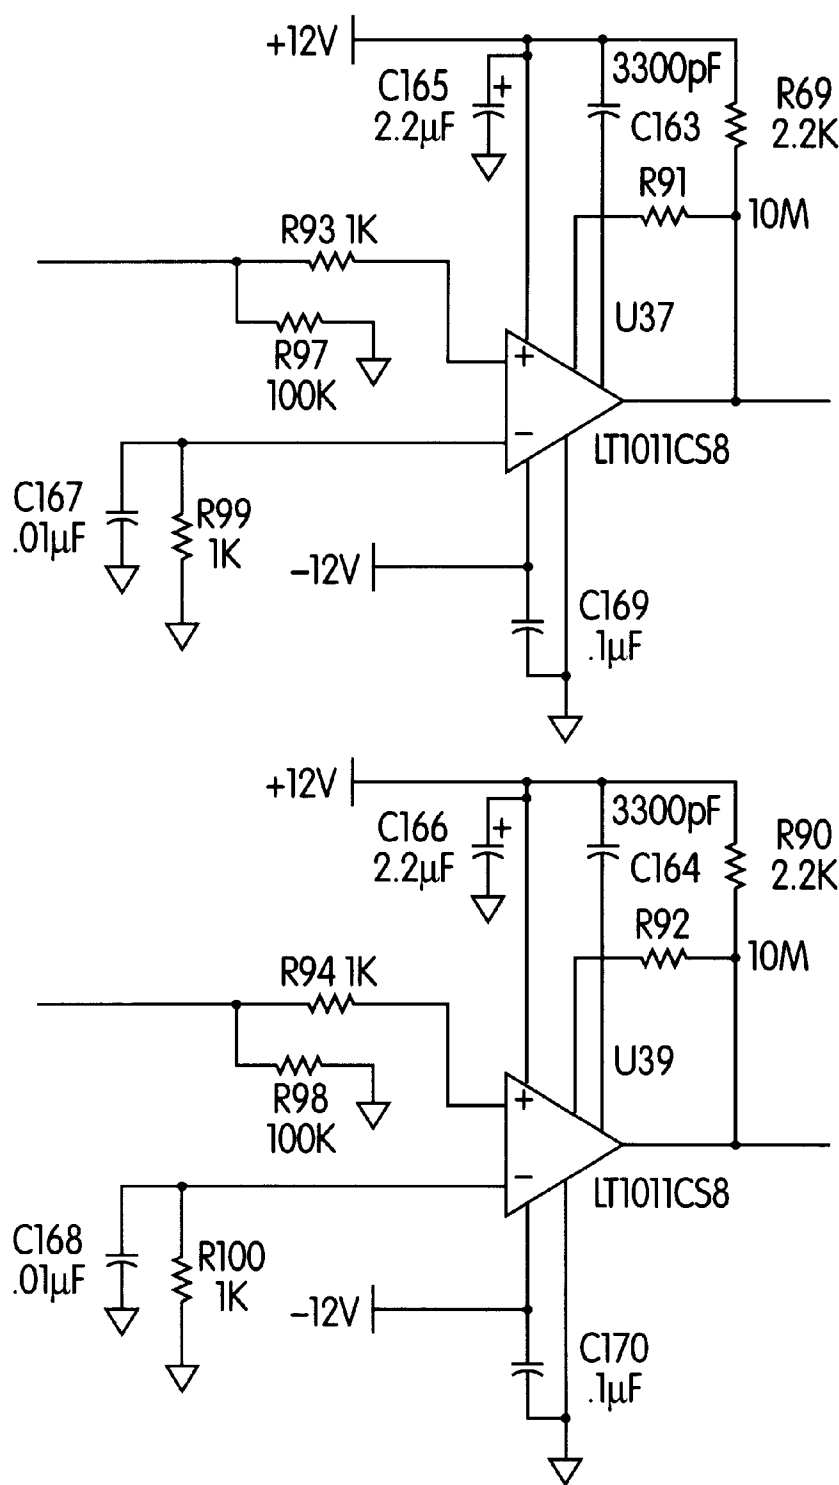 +12V
3300pF
C165
2.2µF
+
C163
R69
2.2K
R91
10M
R93 1K
R97
100K
U37
+
−
LT1011CS8
C167
.01µF
R99
1K
−12V
C169
.1µF
+12V
3300pF
C166
2.2µF
+
C164
R90
2.2K
R92
10M
R94 1K
R98
100K
U39
+
−
LT1011CS8
C168
.01µF
R100
1K
−12V
C170
.1µF